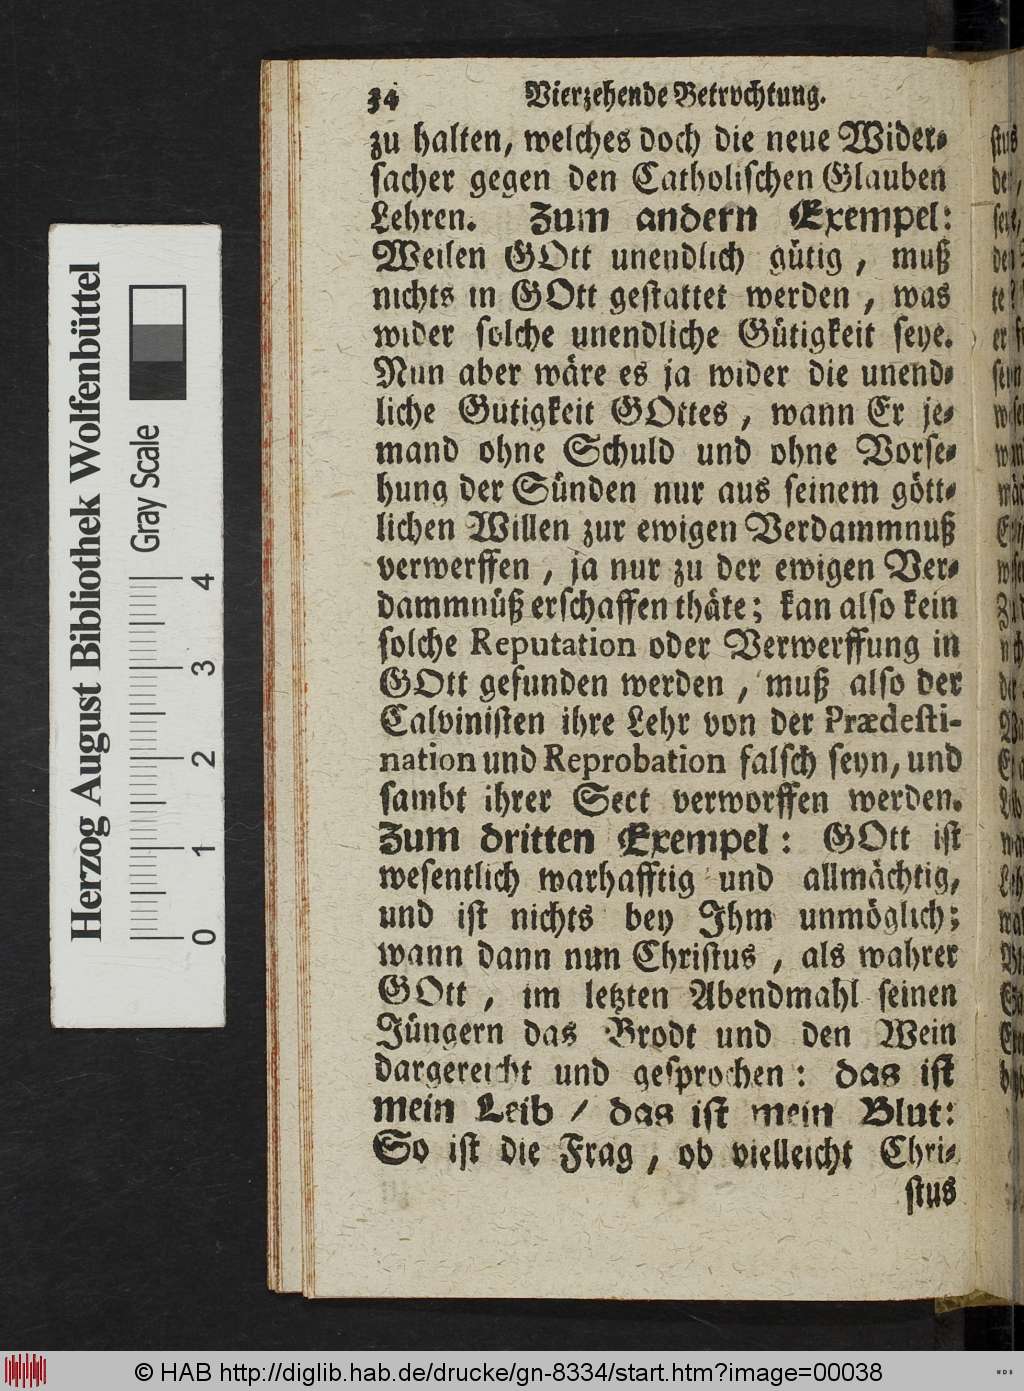 34 Vierzehende Betrachtung.
zu halten, welches doch die neue Wider-
sacher gegen den Catholischen Glauben
Lehren. Zum andern Exempel:
Weilen GOtt unendlich gütig, muß
nichts in GOtt gestattet werden, was
wider solche unendliche Gütigkeit seye.
Nun aber wäre es ja wider die unend-
liche Gütigkeit GOttes, wann Er je-
mand ohne Schuld und ohne Vorse-
hung der Sünden nur aus seinem gött-
lichen Willen zur ewigen Verdammnuß
verwerffen, ja nur zu der ewigen Ver-
dammnüß erschaffen thäte; kan also kein
solche Reputation oder Verwerffung in
GOtt gefunden werden, muß also der
Calvinisten ihre Lehr von der Prædesti-
nation und Reprobation falsch seyn, und
sambt ihrer Sect verworffen werden.
Zum dritten Exempel: GOtt ist
wesentlich warhafftig und allmächtig,
und ist nichts bey Ihm unmöglich;
wann dann nun Christus, als wahrer
GOtt, im letzten Abendmahl seinen
Jüngern das Brodt und den Wein
dargereicht und gesprochen: das ist
mein Leib / das ist mein Blut:
So ist die Frag, ob vielleicht Chri-
stus
Herzog August Bibliothek Wolfenbüttel
Gray Scale
0 1 2 3 4
© HAB http://diglib.hab.de/drucke/gn-8334/start.htm?image=00038